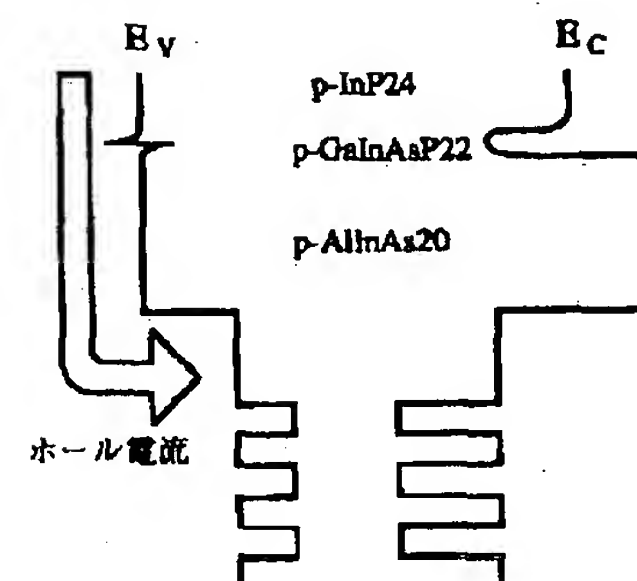 EV
EC
p-InP24
p-GaInAsP22
p-AlInAs20
ホール電流